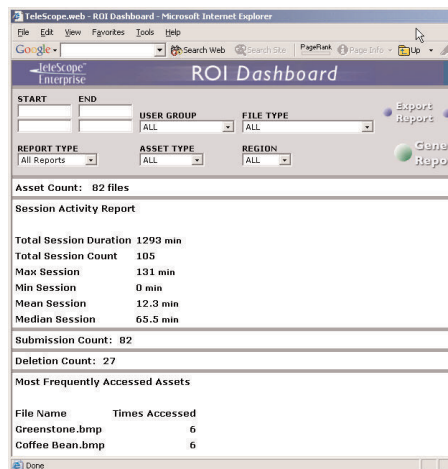 TeleScope.web - ROI Dashboard - Microsoft Internet Explorer
File Edit View Favorites Tools Help
Google Search Web Search Site PageRank Page Info Up
TeleScope™ Enterprise ROI Dashboard
START END
USER GROUP FILE TYPE
ALL ALL
Export Report
REPORT TYPE ASSET TYPE REGION
All Reports ALL ALL
Gene
Repo
Asset Count: 82 files
Session Activity Report
Total Session Duration 1293 min
Total Session Count 105
Max Session 131 min
Min Session 0 min
Mean Session 12.3 min
Median Session 65.5 min
Submission Count: 82
Deletion Count: 27
Most Frequently Accessed Assets
File Name Times Accessed
Greenstone.bmp 6
Coffee Bean.bmp 6
Done